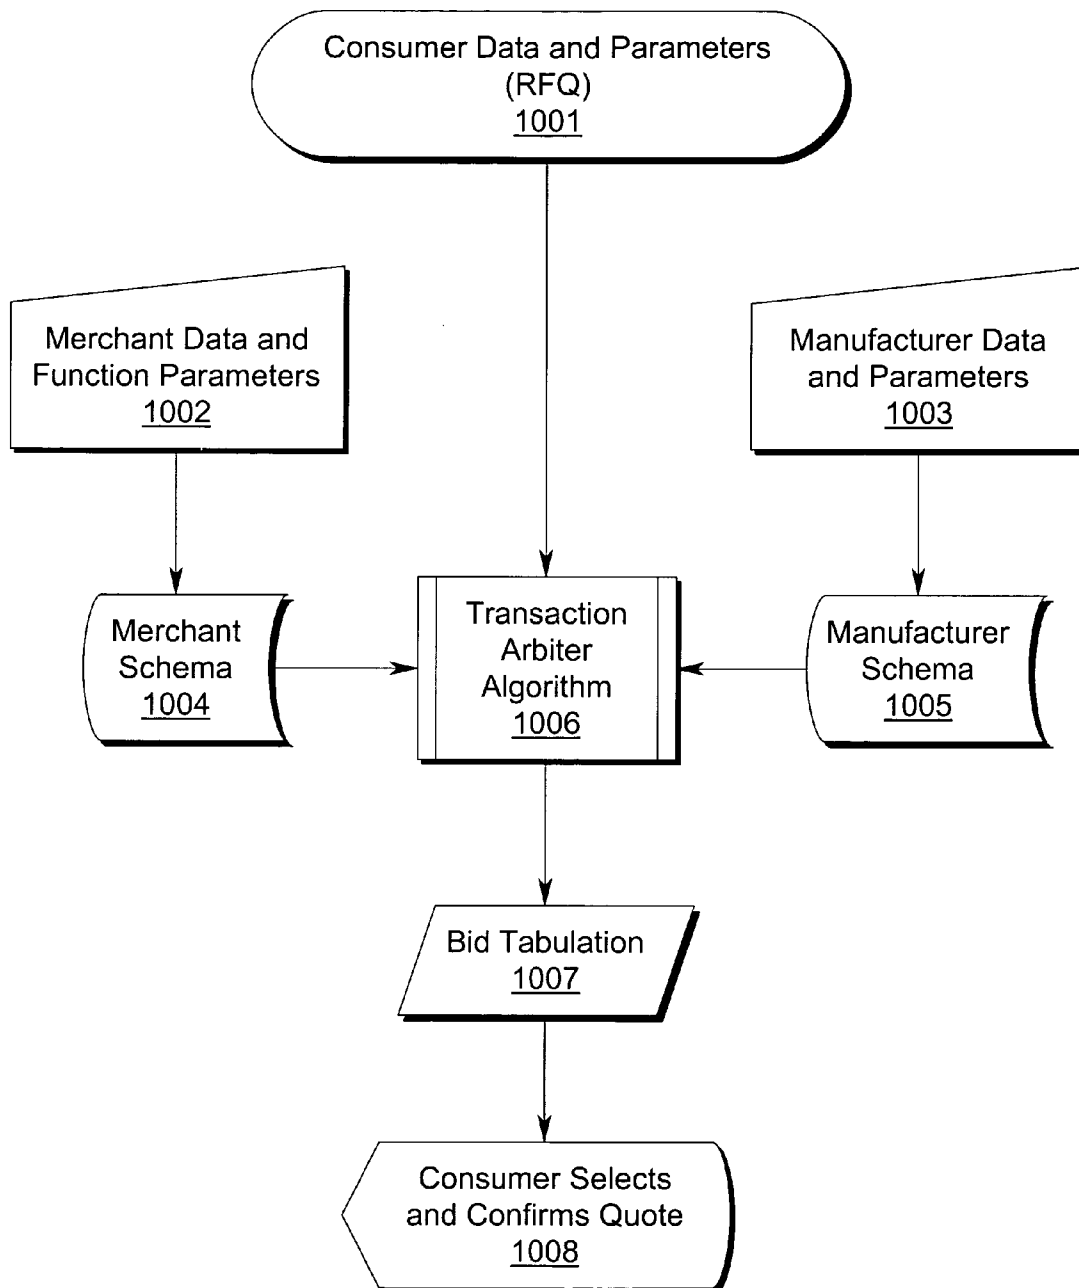 Consumer Data and Parameters
(RFQ)
1001
Merchant Data and
Function Parameters
1002
Manufacturer Data
and Parameters
1003
Merchant
Schema
1004
Transaction
Arbiter
Algorithm
1006
Manufacturer
Schema
1005
Bid Tabulation
1007
Consumer Selects
and Confirms Quote
1008